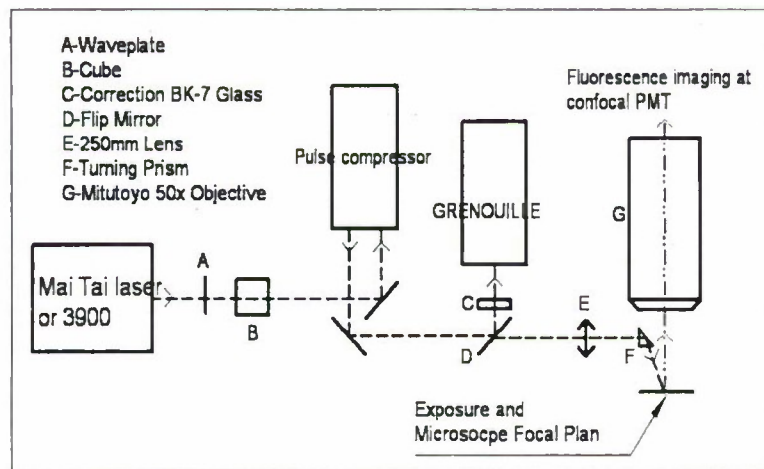 A-Waveplate
B-Cube
C-Correction BK-7 Glass
D-Flip Mirror
E-250mm Lens
F-Turning Prism
G-Mitutoyo 50x Objective
Pulse compressor
GRENOUILLE
Fluorescence imaging at
confocal PMT
G
Mai Tai laser
or 3900
A
B
C
D
E
F
Exposure and
Microsocpe Focal Plan